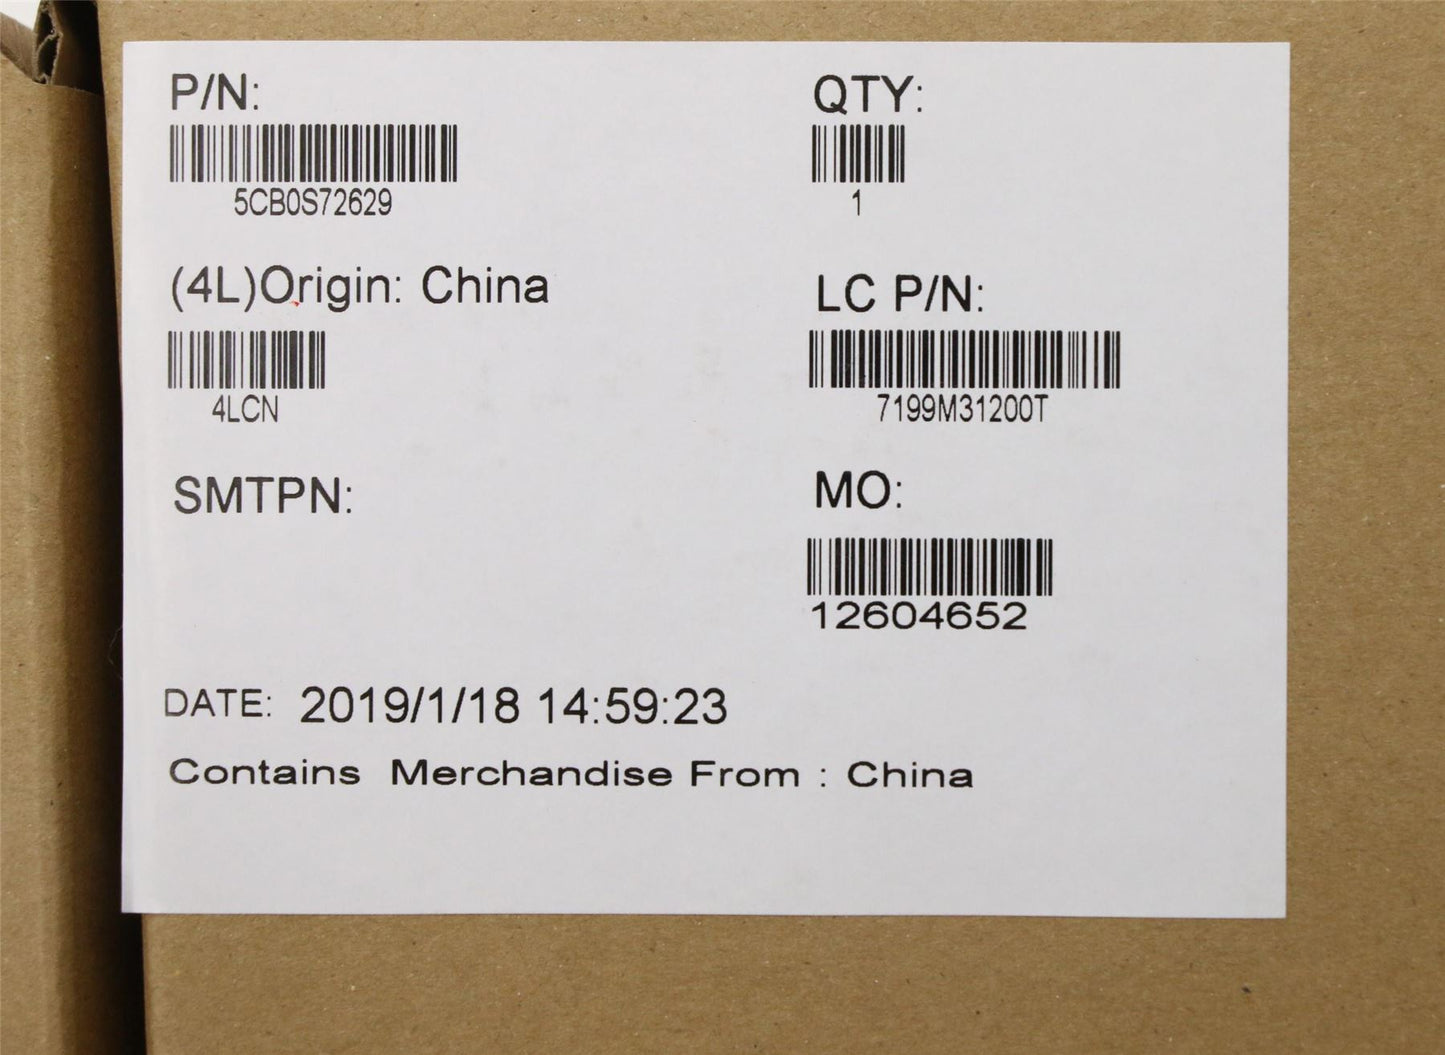 P/N:
5CB0S72629
QTY:
1
(4L)Origin: China
4LCN
LC P/N:
7199M31200T
SMTPN:
MO:
12604652
DATE: 2019/1/18 14:59:23
Contains Merchandise From : China